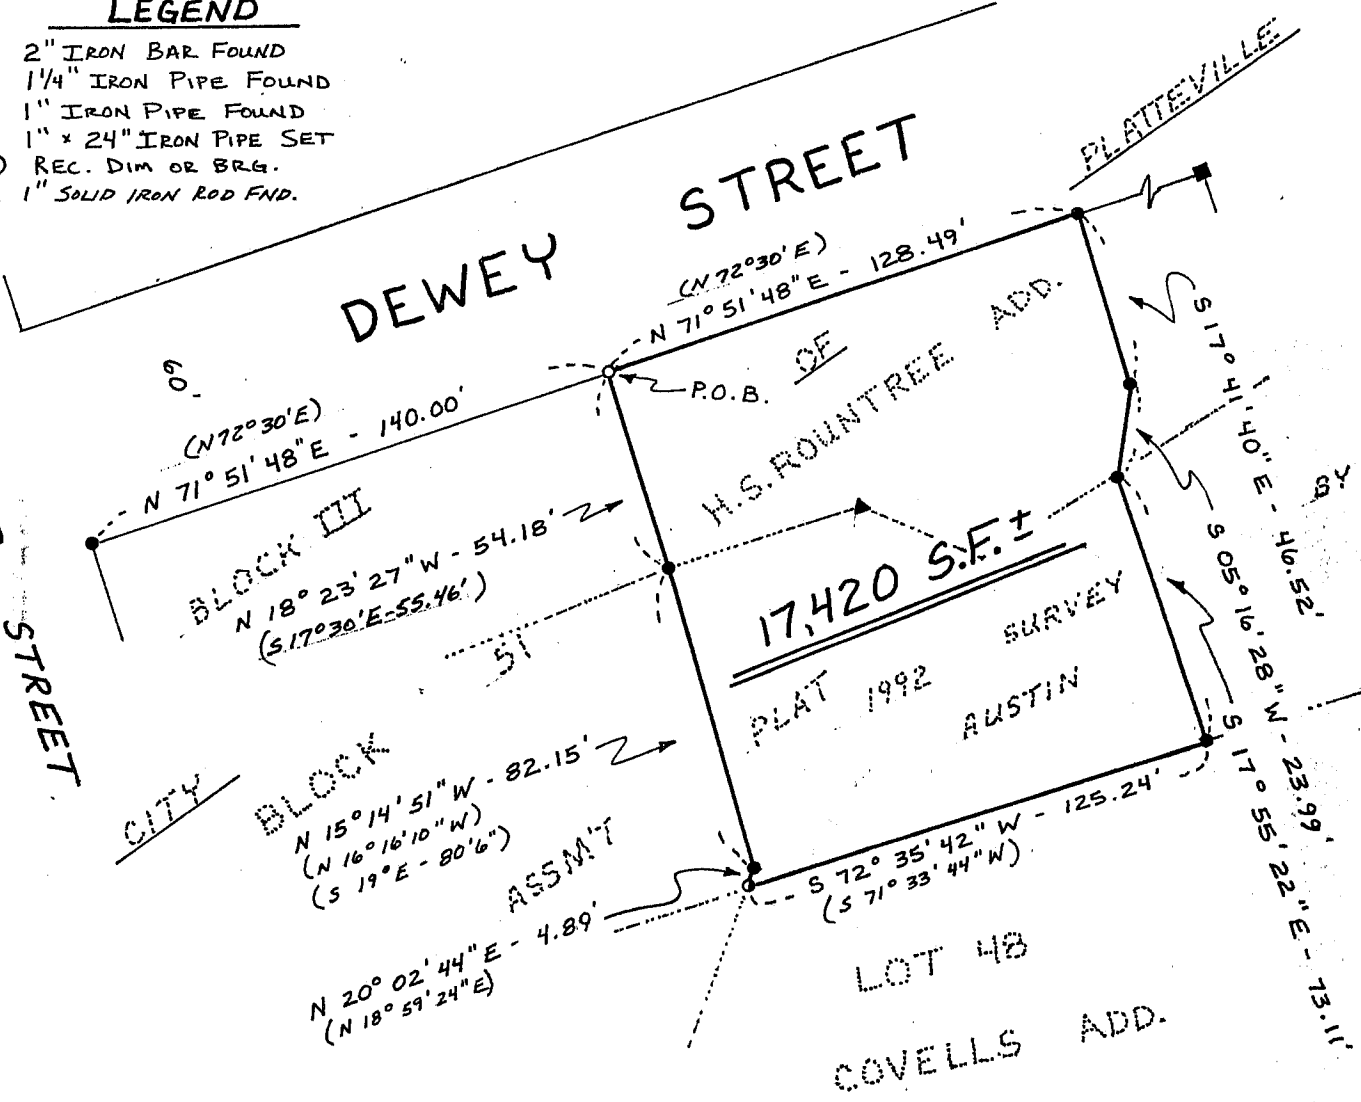 LEGEND
2" IRON BAR FOUND
1 1/4" IRON PIPE FOUND
1" IRON PIPE FOUND
1" x 24" IRON PIPE SET
) REC. DIM OR BRG.
1" SOLID IRON ROD FND.
PLATTEVILLE
DEWEY STREET
60'
(N 72°30'E)
N 71° 51' 48" E - 128.49'
(N 72°30'E)
N 71° 51' 48" E - 140.00'
P.O.B.
OF
H.S. ROUNTREE ADD.
S 17° 41' 40" E - 46.52'
S 05° 16' 28" W - 23.99'
S 17° 55' 22" E - 73.11'
BY
BLOCK III
N 18° 23' 27" W - 54.18'
(S 17°30'E - 55.46')
51
17,420 S.F. ±
STREET
PLAT 1992 SURVEY
AUSTIN
CITY
BLOCK
N 15° 14' 51" W - 82.15'
(N 16° 16' 10" W)
(S 19° E - 80'6")
ASSM'T
S 72° 35' 42" W - 125.24'
(S 71° 33' 44" W)
N 20° 02' 44" E - 4.89'
(N 18° 59' 24" E)
LOT 48
COVELLS ADD.